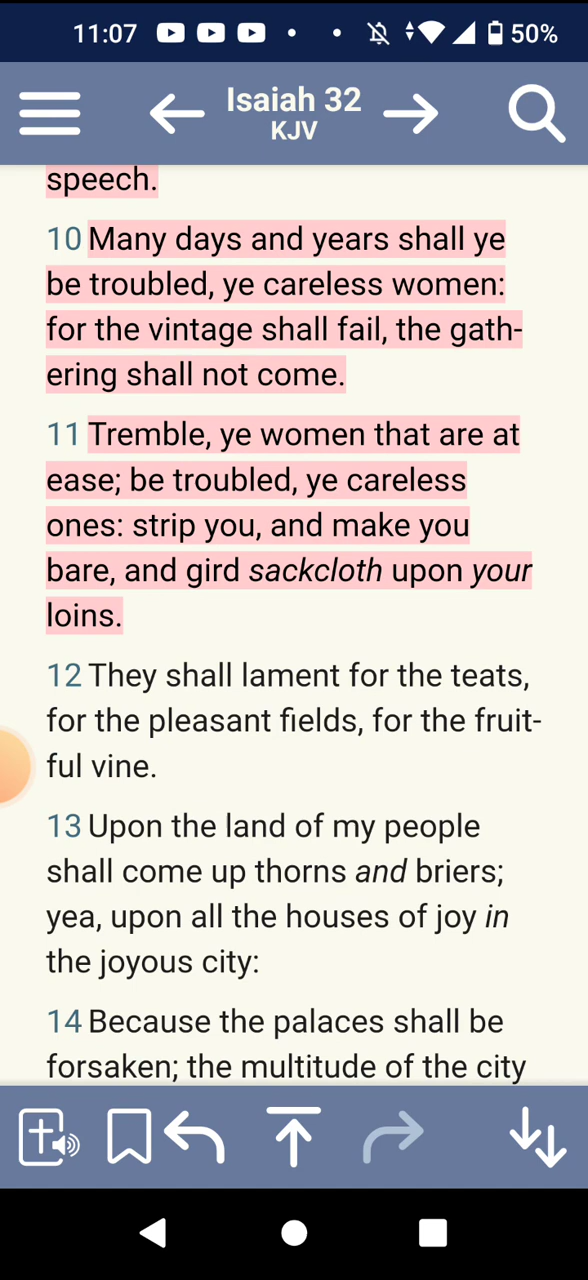 11:07 50%
Isaiah 32
KJV
speech.
10 Many days and years shall ye
be troubled, ye careless women:
for the vintage shall fail, the gath-
ering shall not come.
11 Tremble, ye women that are at
ease; be troubled, ye careless
ones: strip you, and make you
bare, and gird sackcloth upon your
loins.
12 They shall lament for the teats,
for the pleasant fields, for the fruit-
ful vine.
13 Upon the land of my people
shall come up thorns and briers;
yea, upon all the houses of joy in
the joyous city:
14 Because the palaces shall be
forsaken; the multitude of the city